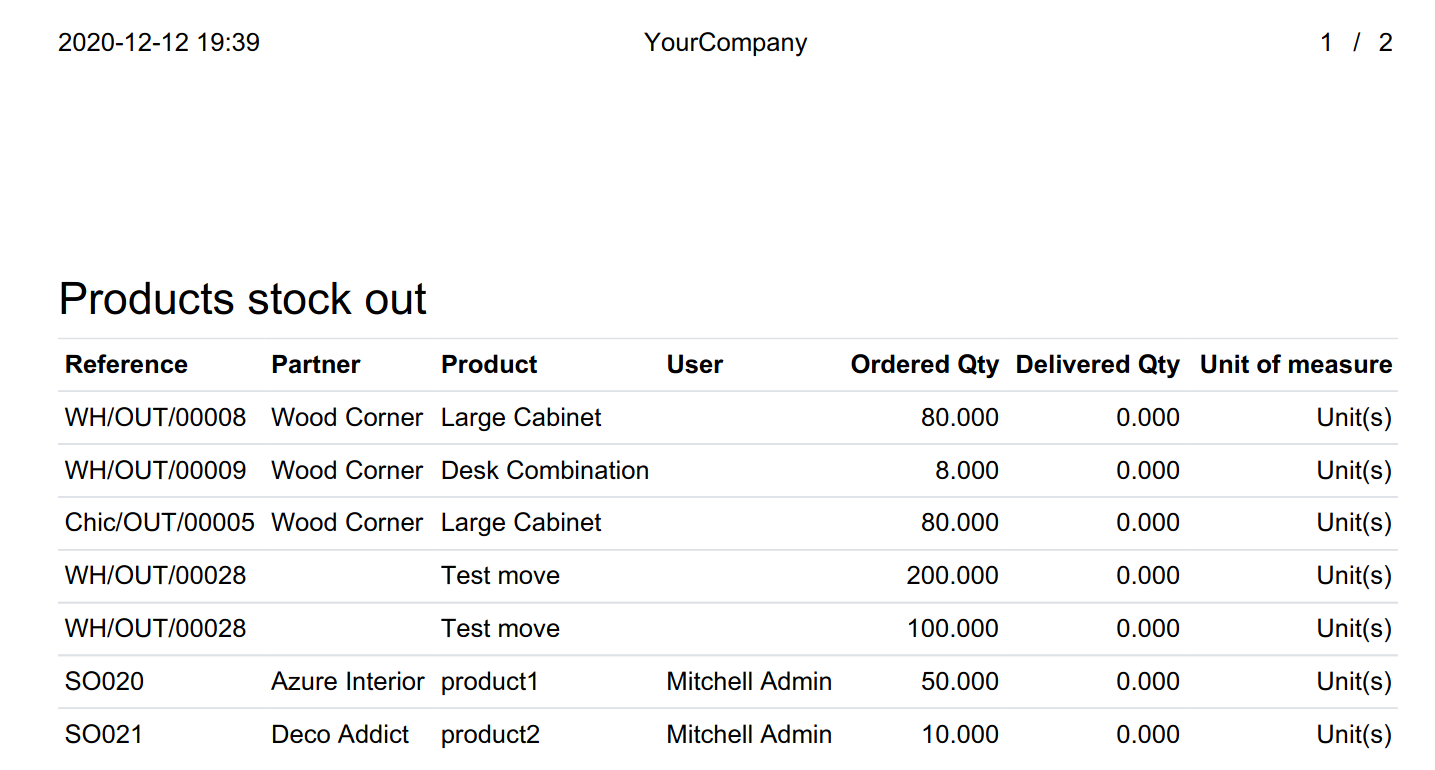 2020-12-12 19:39 YourCompany 1 / 2
Products stock out
Reference Partner Product User Ordered Qty Delivered Qty Unit of measure
WH/OUT/00008 Wood Corner Large Cabinet 80.000 0.000 Unit(s)
WH/OUT/00009 Wood Corner Desk Combination 8.000 0.000 Unit(s)
Chic/OUT/00005 Wood Corner Large Cabinet 80.000 0.000 Unit(s)
WH/OUT/00028 Test move 200.000 0.000 Unit(s)
WH/OUT/00028 Test move 100.000 0.000 Unit(s)
SO020 Azure Interior product1 Mitchell Admin 50.000 0.000 Unit(s)
SO021 Deco Addict product2 Mitchell Admin 10.000 0.000 Unit(s)